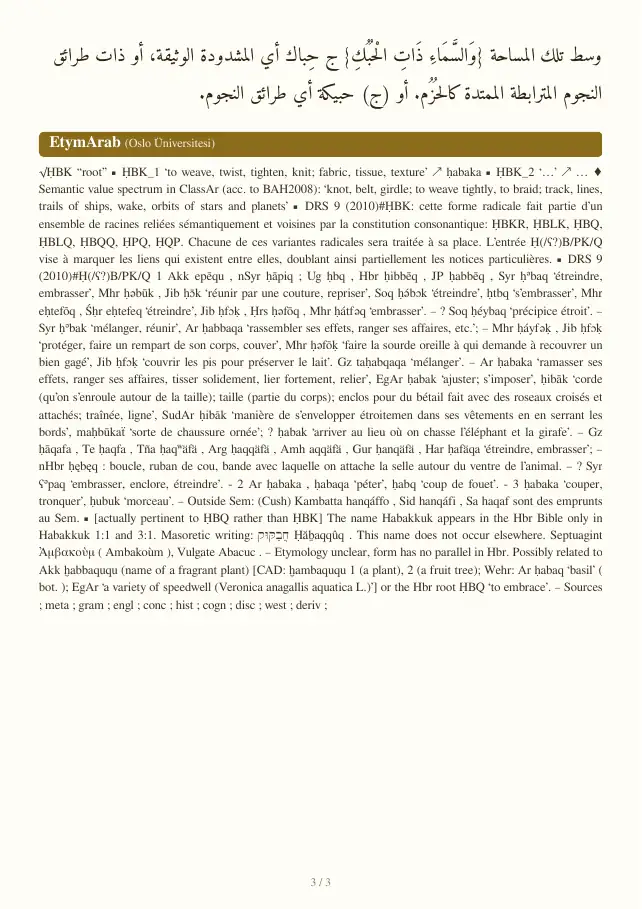 وسط تلك المساحة {وَالسَّمَاءِ ذَاتِ الْحُبُكِ} ج حِباك أي المشدودة الوثيقة، أو ذات طرائق
النجوم المترابطة الممتدة كالحُزُم. أو (ج) حبيكة أي طرائق النجوم.
EtymArab (Oslo Üniversitesi)
√ḤBK “root” ▪ ḤBK_1 ‘to weave, twist, tighten, knit; fabric, tissue, texture’ ↗ ḥabaka ▪ ḤBK_2 ‘…’ ↗ … ♦
Semantic value spectrum in ClassAr (acc. to BAH2008): ‘knot, belt, girdle; to weave tightly, to braid; track, lines,
trails of ships, wake, orbits of stars and planets’ ▪ DRS 9 (2010)#ḤBK: cette forme radicale fait partie d’un
ensemble de racines reliées sémantiquement et voisines par la constitution consonantique: ḤBKR, ḤBLK, ḤBQ,
ḤBLQ, ḤBQQ, ḤPQ, ḤQP. Chacune de ces variantes radicales sera traitée à sa place. L’entrée Ḥ(/ʕ?)B/PK/Q
vise à marquer les liens qui existent entre elles, doublant ainsi partiellement les notices particulières. ▪ DRS 9
(2010)#Ḥ(/ʕ?)B/PK/Q 1 Akk epēqu , nSyr ḥāpiq ; Ug ḥbq , Hbr ḥibbēq , JP ḥabbēq , Syr ḥᵊbaq ‘étreindre,
embrasser’, Mhr ḥəbūk , Jib ḥɔ̄k ‘réunir par une couture, repriser’, Soq ḥábɔk ‘étreindre’, ḥtbq ‘s’embrasser’, Mhr
eḥtefōq , Śḥr eḥtefeq ‘étreindre’, Jib ḥfɔḳ , Ḥrs ḥəfōq , Mhr ḥátfəq ‘embrasser’. – ? Soq ḥéybaq ‘précipice étroit’. –
Syr ḥᵊbak ‘mélanger, réunir’, Ar ḥabbaqa ‘rassembler ses effets, ranger ses affaires, etc.’; – Mhr ḥáyfəḳ , Jib ḥfɔḳ
‘protéger, faire un rempart de son corps, couver’, Mhr ḥəfōḳ ‘faire la sourde oreille à qui demande à recouvrer un
bien gagé’, Jib ḥfɔḳ ‘couvrir les pis pour préserver le lait’. Gz taḥabqaqa ‘mélanger’. – Ar ḥabaka ‘ramasser ses
effets, ranger ses affaires, tisser solidement, lier fortement, relier’, EgAr ḥabak ‘ajuster; s’imposer’, ḥibāk ‘corde
(qu’on s’enroule autour de la taille); taille (partie du corps); enclos pour du bétail fait avec des roseaux croisés et
attachés; traînée, ligne’, SudAr ḥibāk ‘manière de s’envelopper étroitemen dans ses vêtements en en serrant les
bords’, maḥbūkaẗ ‘sorte de chaussure ornée’; ? ḥabak ‘arriver au lieu où on chasse l’éléphant et la girafe’. – Gz
ḥāqafa , Te ḥaqfa , Tña ḥaqʷäfä , Arg ḥaqqäfä , Amh aqqäfä , Gur ḥanqäfä , Har ḥafäqa ‘étreindre, embrasser’; –
nHbr ḥẹbẹq : boucle, ruban de cou, bande avec laquelle on attache la selle autour du ventre de l’animal. – ? Syr
ʕᵊpaq ‘embrasser, enclore, étreindre’. - 2 Ar ḥabaka , ḥabaqa ‘péter’, ḥabq ‘coup de fouet’. - 3 ḥabaka ‘couper,
tronquer’, ḥubuk ‘morceau’. – Outside Sem: (Cush) Kambatta hanqáffo , Sid hanqáfi , Sa haqaf sont des emprunts
au Sem. ▪ [actually pertinent to ḤBQ rather than ḤBK] The name Habakkuk appears in the Hbr Bible only in
Habakkuk 1:1 and 3:1. Masoretic writing: חֲבַקּוּק Ḥăḇaqqûq . This name does not occur elsewhere. Septuagint
Ἀμβακοὺμ ( Ambakoùm ), Vulgate Abacuc . – Etymology unclear, form has no parallel in Hbr. Possibly related to
Akk ḫabbaququ (name of a fragrant plant) [CAD: ḫambaququ 1 (a plant), 2 (a fruit tree); Wehr: Ar ḥabaq ‘basil’ (
bot. ); EgAr ‘a variety of speedwell (Veronica anagallis aquatica L.)’] or the Hbr root ḤBQ ‘to embrace’. – Sources
; meta ; gram ; engl ; conc ; hist ; cogn ; disc ; west ; deriv ;
3 / 3